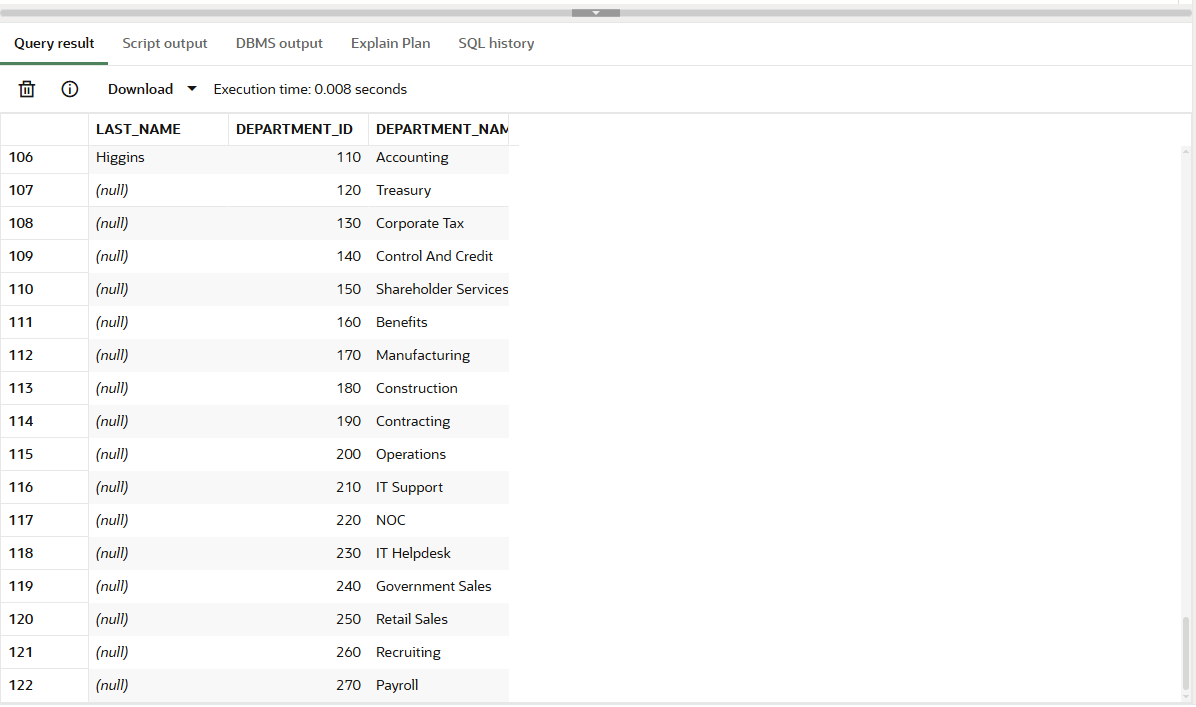 Query result Script output DBMS output Explain Plan SQL history
Download Execution time: 0.008 seconds
LAST_NAME DEPARTMENT_ID DEPARTMENT_NAM
106 Higgins 110 Accounting
107 (null) 120 Treasury
108 (null) 130 Corporate Tax
109 (null) 140 Control And Credit
110 (null) 150 Shareholder Services
111 (null) 160 Benefits
112 (null) 170 Manufacturing
113 (null) 180 Construction
114 (null) 190 Contracting
115 (null) 200 Operations
116 (null) 210 IT Support
117 (null) 220 NOC
118 (null) 230 IT Helpdesk
119 (null) 240 Government Sales
120 (null) 250 Retail Sales
121 (null) 260 Recruiting
122 (null) 270 Payroll